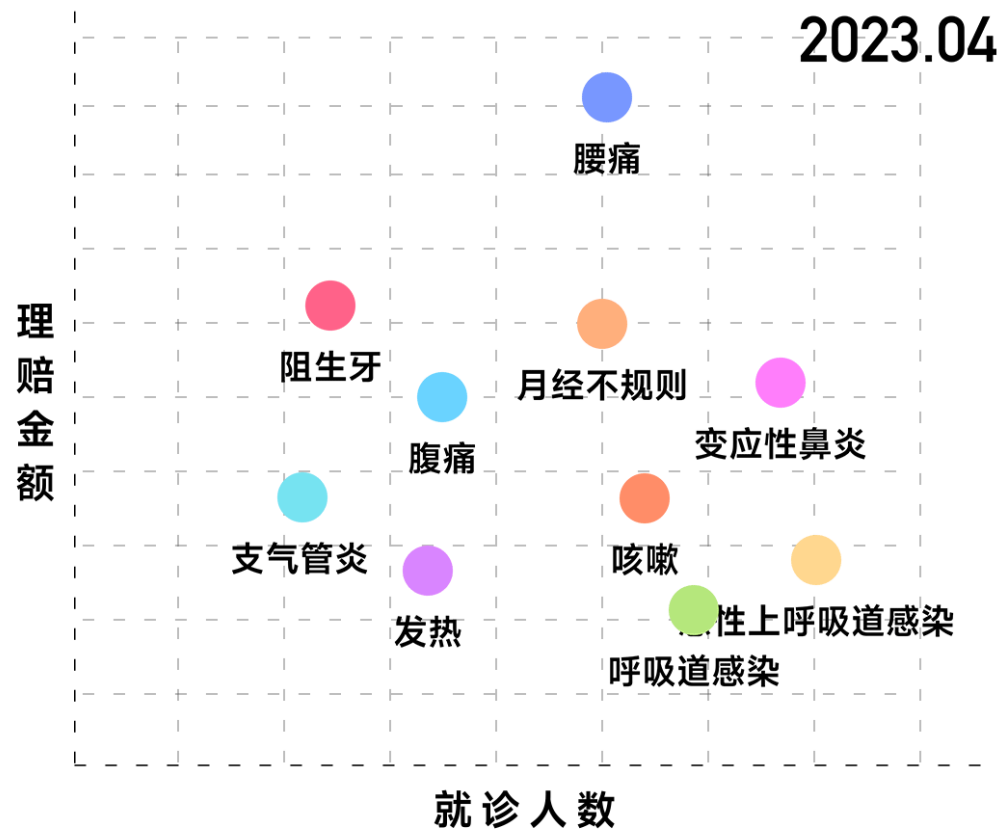 2023.04
腰痛
理赔金额
阻生牙
月经不规则
变应性鼻炎
腹痛
支气管炎
咳嗽
发热
性上呼吸道感染
呼吸道感染
就诊人数